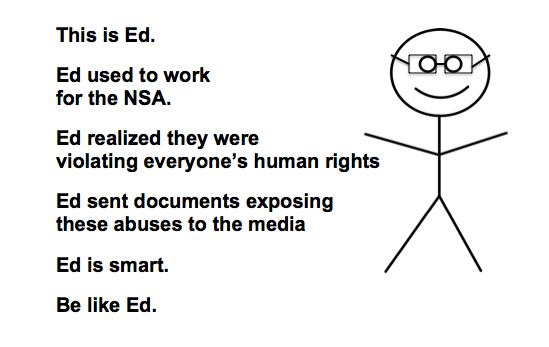 This is Ed.
Ed used to work
for the NSA.
Ed realized they were
violating everyone’s human rights
Ed sent documents exposing
these abuses to the media
Ed is smart.
Be like Ed.